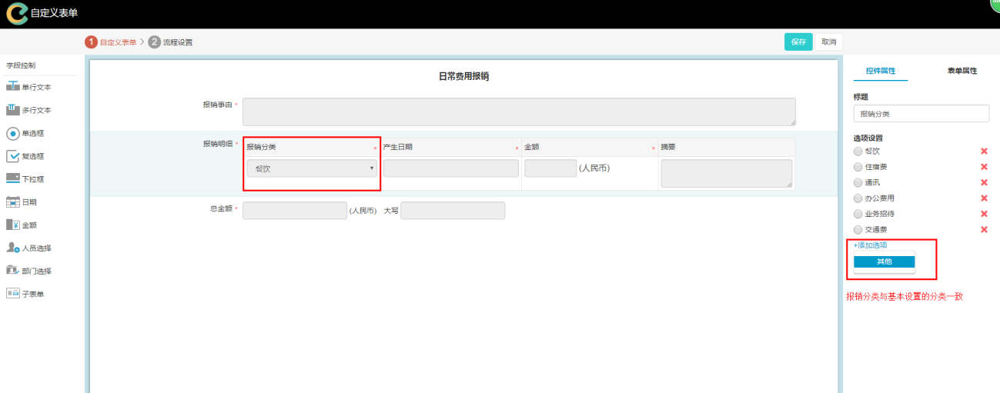 自定义表单
1 自定义表单 > 2 流程设置
保存 取消
字段控制
单行文本
多行文本
单选框
复选框
下拉框
日期
金额
人员选择
部门选择
子表单
日常费用报销
报销事由 *
报销明细 *
报销分类 * 产生日期 * 金额 * 摘要
餐饮 (人民币)
总金额 * (人民币) 大写
控件属性 表单属性
标题
报销分类
选项设置
餐饮
住宿费
通讯
办公费用
业务招待
交通费
+添加选项
其他
报销分类与基本设置的分类一致